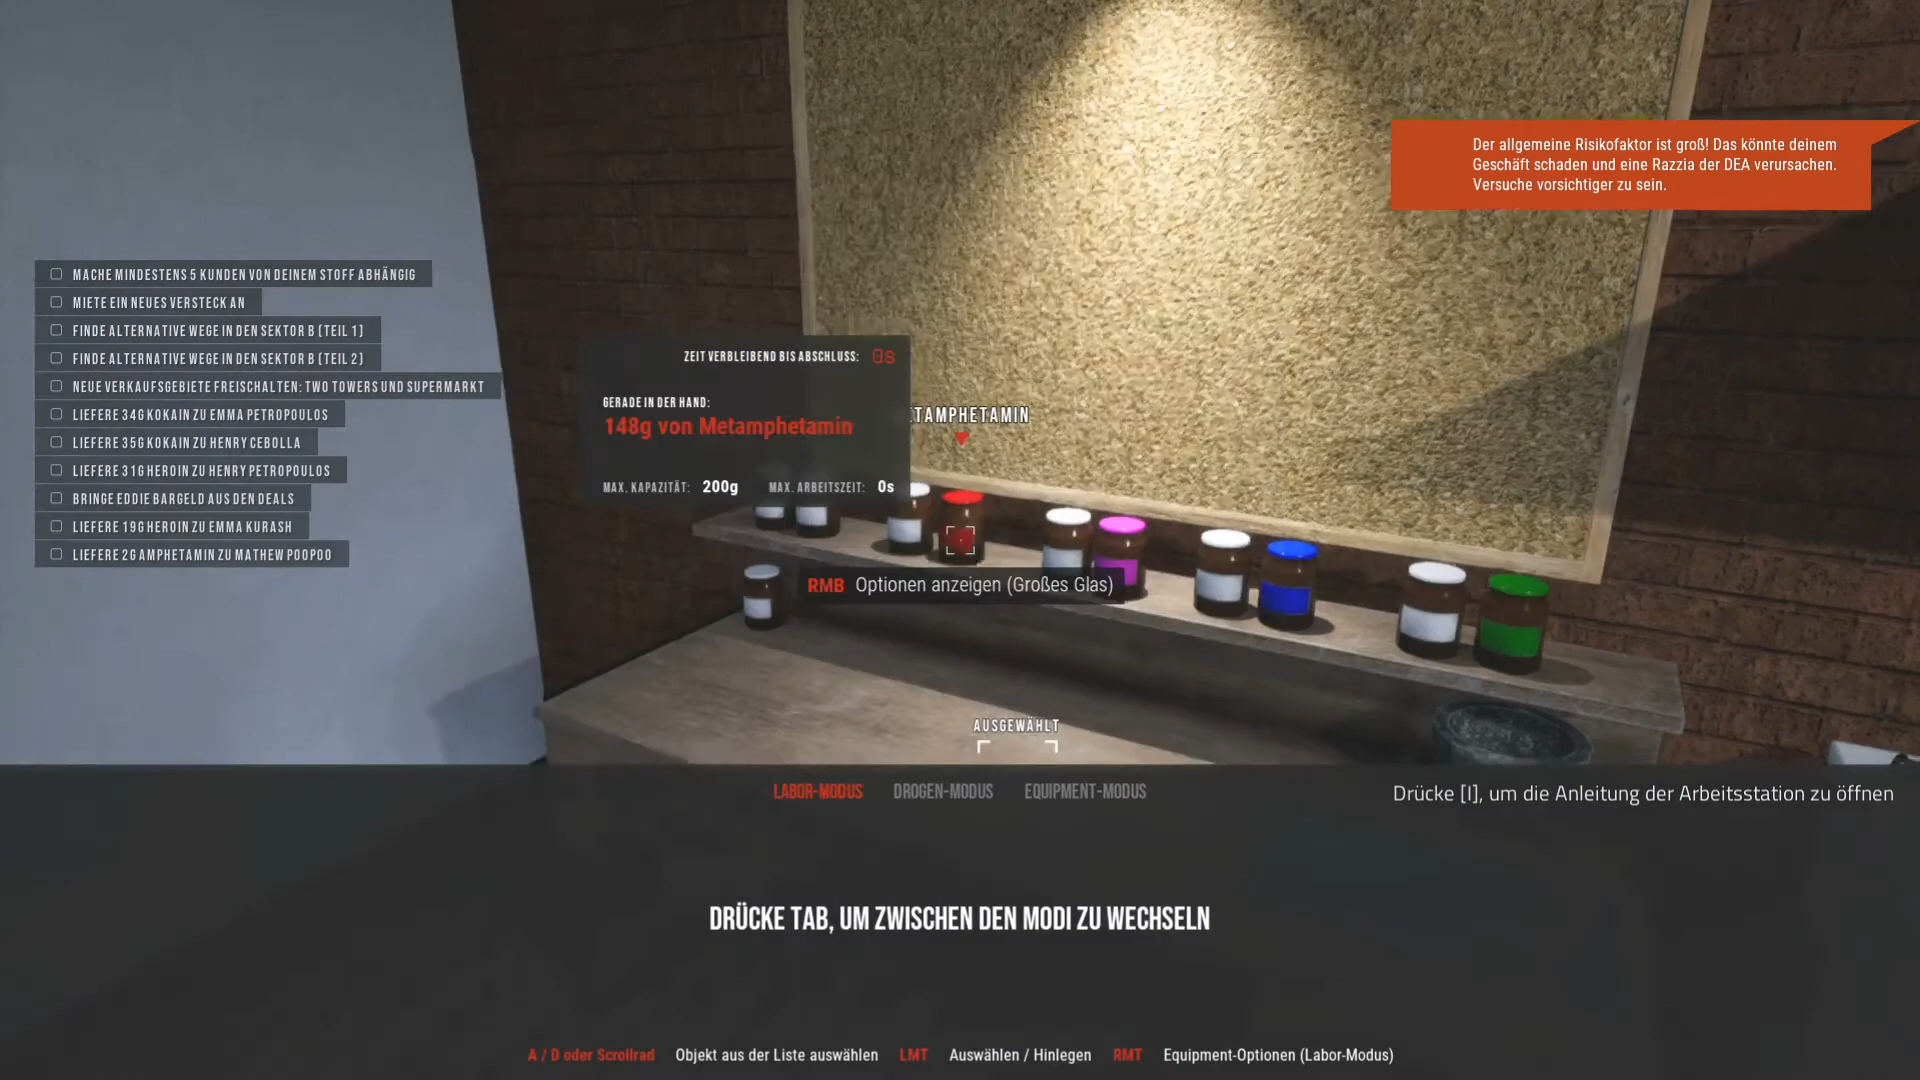 Der allgemeine Risikofaktor ist groß! Das könnte deinem
Geschäft schaden und eine Razzia der DEA verursachen.
Versuche vorsichtiger zu sein.
MACHE MINDESTENS 5 KUNDEN VON DEINEM STOFF ABHÄNGIG
MIETE EIN NEUES VERSTECK AN
FINDE ALTERNATIVE WEGE IN DEN SEKTOR B (TEIL 1)
FINDE ALTERNATIVE WEGE IN DEN SEKTOR B (TEIL 2)
NEUE VERKAUFSGEBIETE FREISCHALTEN: TWO TOWERS UND SUPERMARKT
LIEFERE 34G KOKAIN ZU EMMA PETROPOULOS
LIEFERE 35G KOKAIN ZU HENRY CEBOLLA
LIEFERE 31G HEROIN ZU HENRY PETROPOULOS
BRINGE EDDIE BARGELD AUS DEN DEALS
LIEFERE 19G HEROIN ZU EMMA KURASH
LIEFERE 2G AMPHETAMIN ZU MATHEW POOPOO
ZEIT VERBLEIBEND BIS ABSCHLUSS: 0s
GERADE IN DER HAND:
148g von Metamphetamin
TAMPHETAMIN
MAX. KAPAZITÄT: 200g MAX. ARBEITSZEIT: 0s
RMB Optionen anzeigen (Großes Glas)
AUSGEWÄHLT
LABOR-MODUS DROGEN-MODUS EQUIPMENT-MODUS
Drücke [I], um die Anleitung der Arbeitsstation zu öffnen
DRÜCKE TAB, UM ZWISCHEN DEN MODI ZU WECHSELN
A / D oder Scrollrad Objekt aus der Liste auswählen LMT Auswählen / Hinlegen RMT Equipment-Optionen (Labor-Modus)